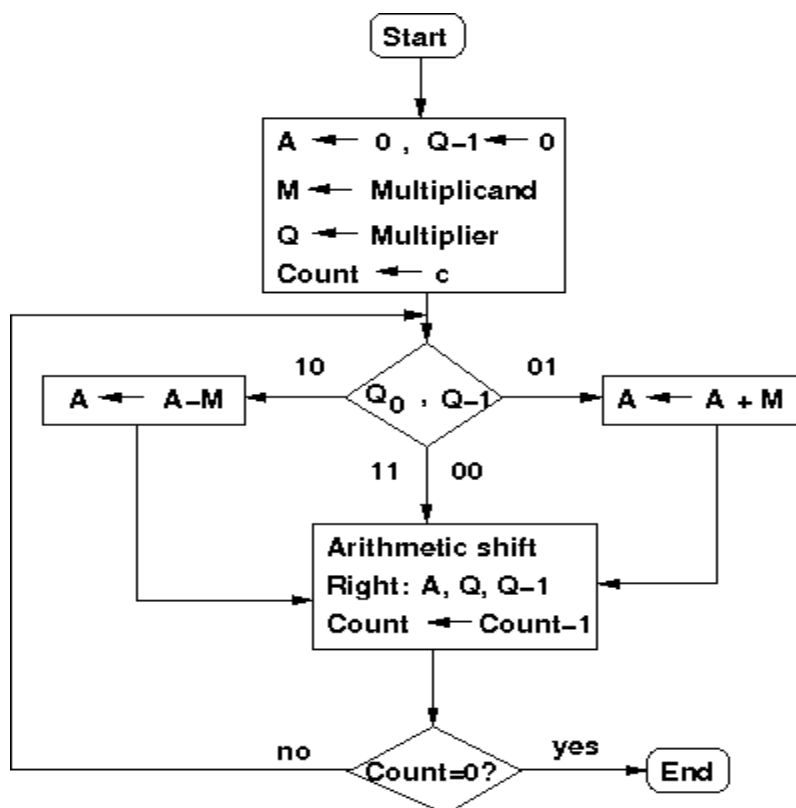 Start
A ← 0 , Q-1 ← 0
M ← Multiplicand
Q ← Multiplier
Count ← c
10
01
A ← A-M
Q0 , Q-1
A ← A + M
11 00
Arithmetic shift
Right: A, Q, Q-1
Count ← Count-1
no
yes
Count=0?
End